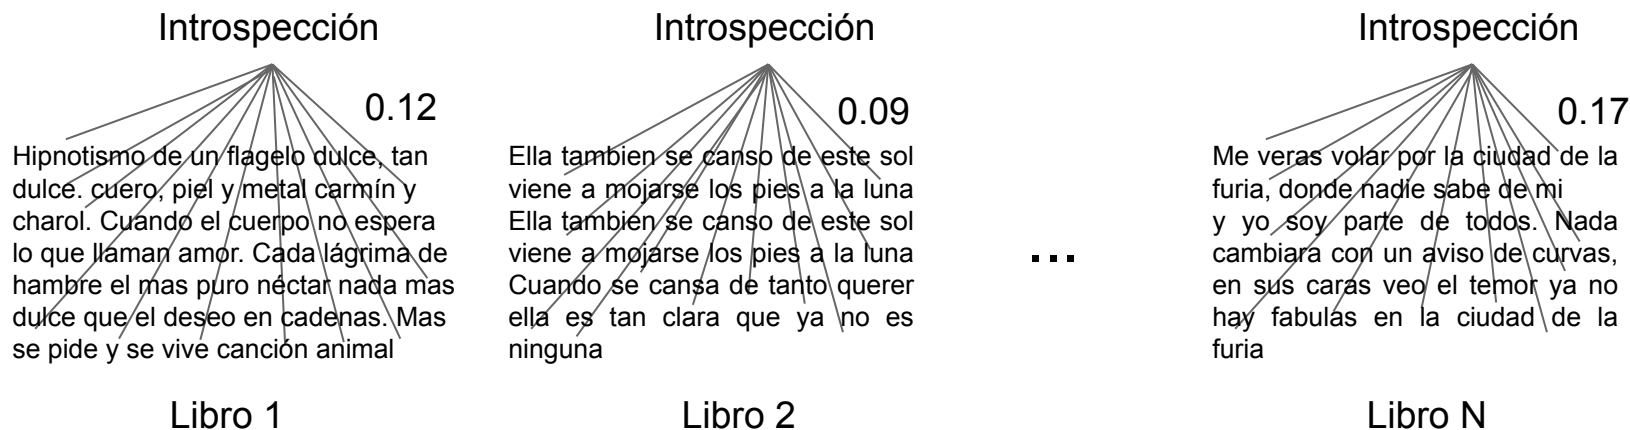 Introspección
0.12
Hipnotismo de un flagelo dulce, tan
dulce. cuero, piel y metal carmín y
charol. Cuando el cuerpo no espera
lo que llaman amor. Cada lágrima de
hambre el mas puro néctar nada mas
dulce que el deseo en cadenas. Mas
se pide y se vive canción animal
Libro 1
Introspección
0.09
Ella tambien se canso de este sol
viene a mojarse los pies a la luna
Ella tambien se canso de este sol
viene a mojarse los pies a la luna
Cuando se cansa de tanto querer
ella es tan clara que ya no es
ninguna
Libro 2
...
Introspección
0.17
Me veras volar por la ciudad de la
furia, donde nadie sabe de mi
y yo soy parte de todos. Nada
cambiara con un aviso de curvas,
en sus caras veo el temor ya no
hay fabulas en la ciudad de la
furia
Libro N